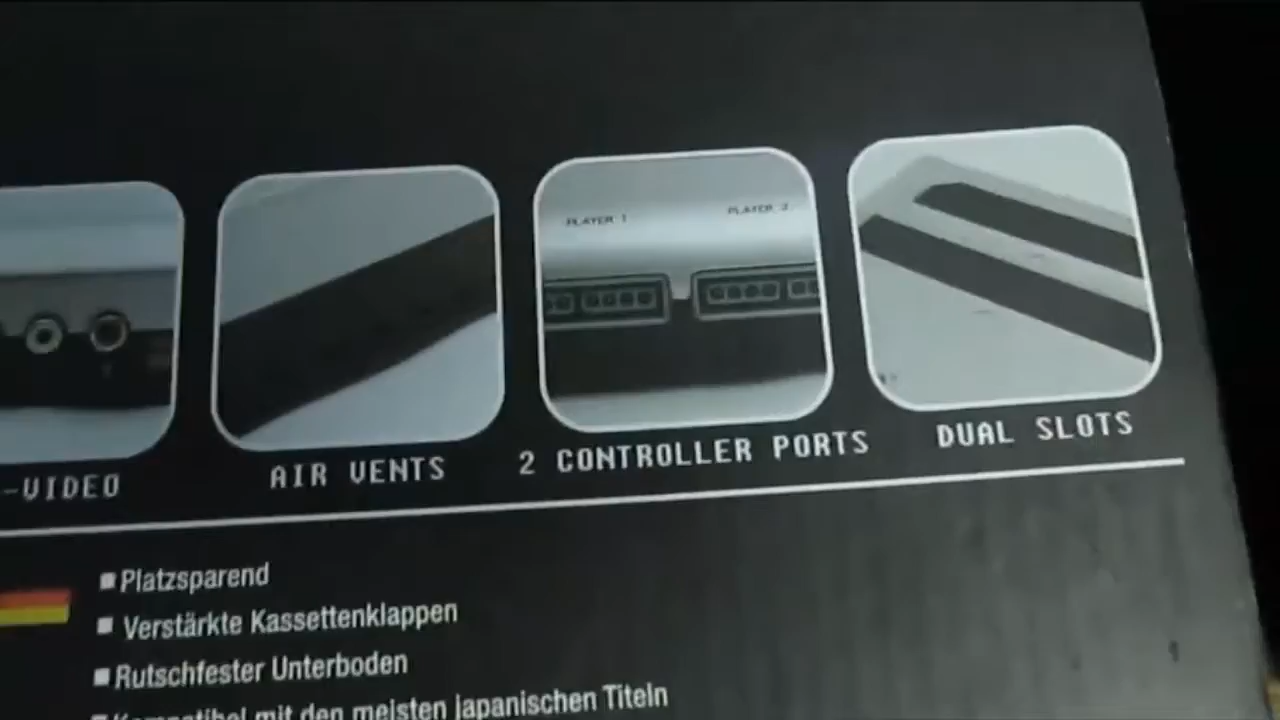 PLAYER 1
PLAYER 2
-VIDEO
AIR VENTS
2 CONTROLLER PORTS
DUAL SLOTS
Platzsparend
Verstärkte Kassettenklappen
Rutschfester Unterboden
Kompatibel mit den meisten japanischen Titeln